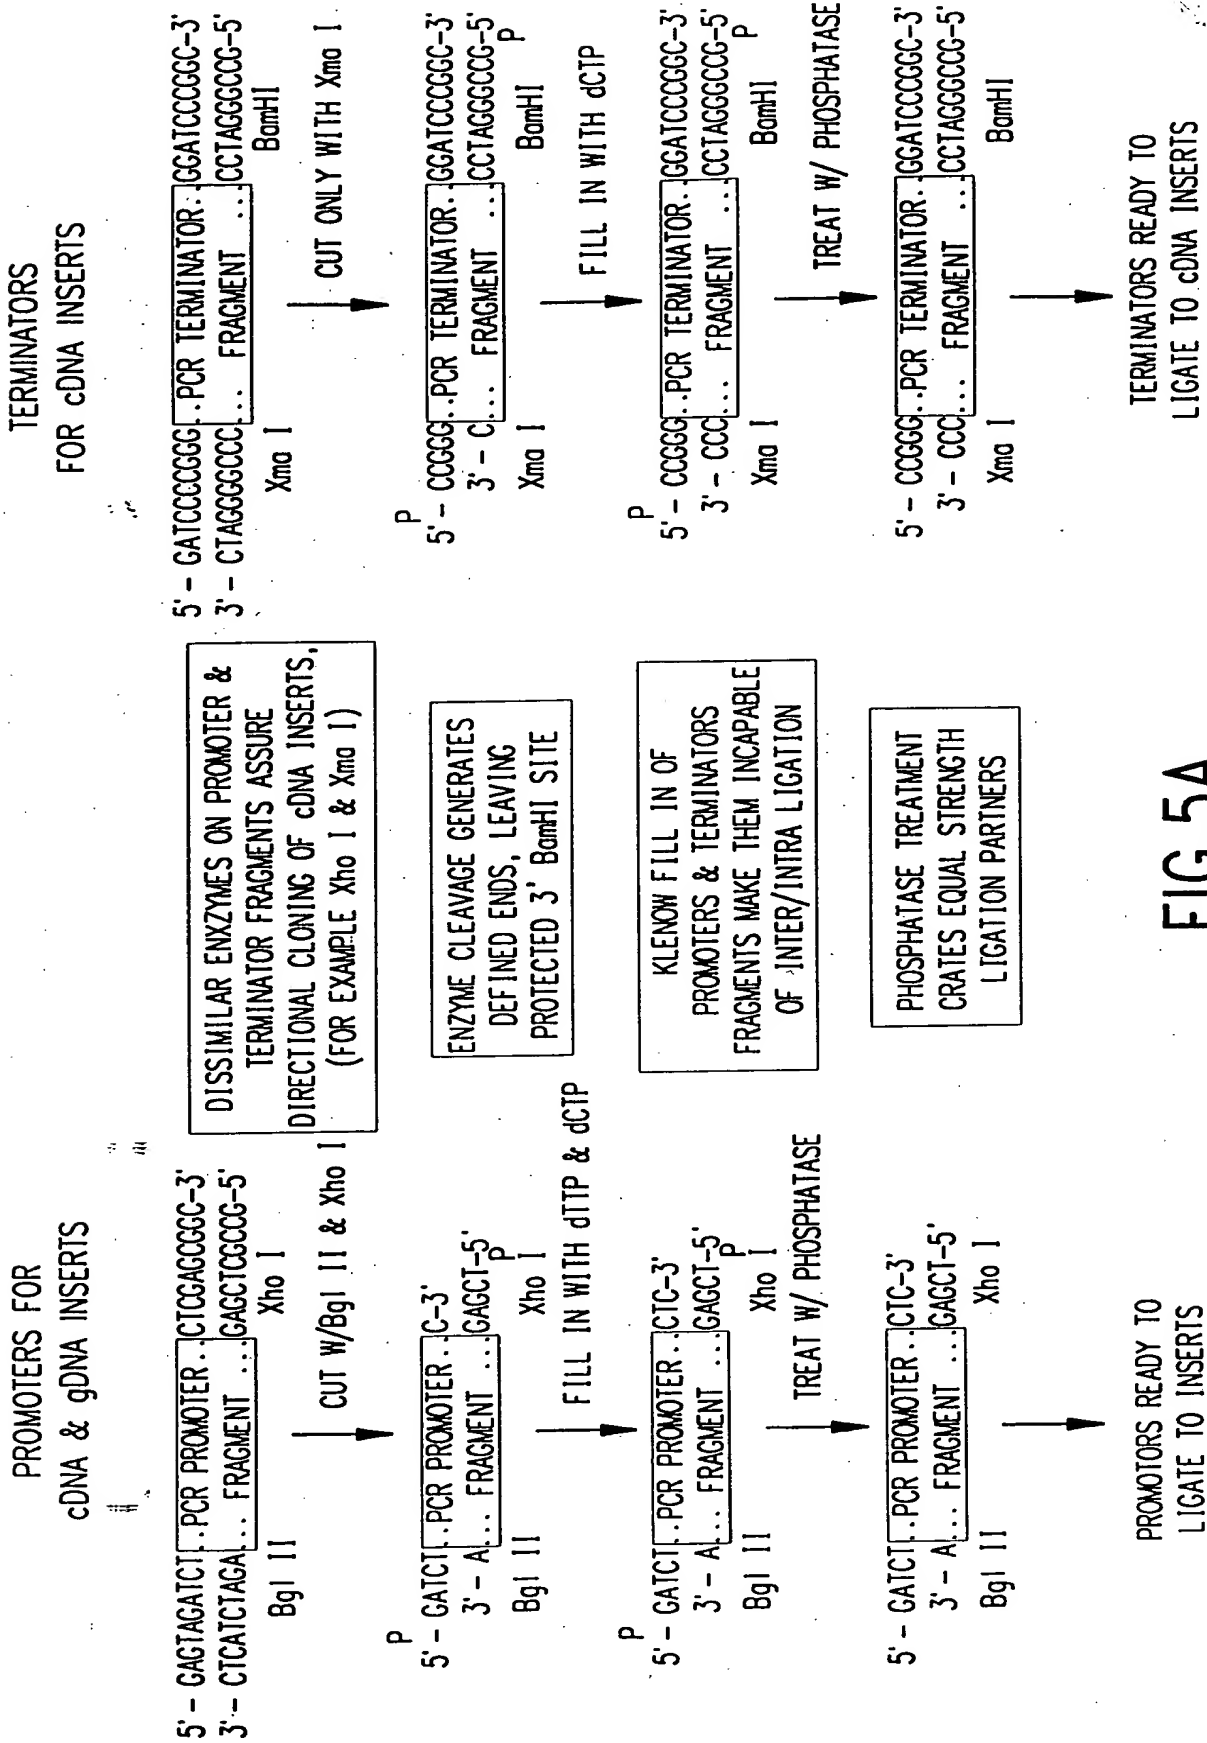 PROMOTERS FOR
cDNA & gDNA INSERTS
5'- GAGTAGATCT..PCR PROMOTER..CTCGAGCGGC-3'
3'- CTCATCTAGA... FRAGMENT ...GAGCTCGCCG-5'
Bgl II
Xho I
CUT W/Bgl II & Xho I
P
5'- GATCT..PCR PROMOTER..C-3'
3'- A... FRAGMENT ...GAGCT-5'
P
Bgl II
Xho I
FILL IN WITH dTTP & dCTP
P
5'- GATCT..PCR PROMOTER..CTC-3'
3'- A... FRAGMENT ...GAGCT-5'
P
Bgl II
Xho I
TREAT W/ PHOSPHATASE
5'- GATCT..PCR PROMOTER..CTC-3'
3'- A... FRAGMENT ...GAGCT-5'
Bgl II
Xho I
PROMOTORS READY TO
LIGATE TO INSERTS
DISSIMILAR ENXZYMES ON PROMOTER &
TERMINATOR FRAGMENTS ASSURE
DIRECTIONAL CLONING OF cDNA INSERTS,
(FOR EXAMPLE Xho I & Xma I)
ENZYME CLEAVAGE GENERATES
DEFINED ENDS, LEAVING
PROTECTED 3' BamHI SITE
KLENOW FILL IN OF
PROMOTERS & TERMINATORS
FRAGMENTS MAKE THEM INCAPABLE
OF INTER/INTRA LIGATION
PHOSPHATASE TREATMENT
CRATES EQUAL STRENGTH
LIGATION PARTNERS
TERMINATORS
FOR cDNA INSERTS
5'- GATCCCCGGG..PCR TERMINATOR..GGATCCCGGC-3'
3'- CTAGGGGCCC... FRAGMENT ...CCTAGGGCCG-5'
Xma I
BamHI
CUT ONLY WITH Xma I
P
5'- CCGGG..PCR TERMINATOR..GGATCCCGGC-3'
3'- C... FRAGMENT ...CCTAGGGCCG-5'
P
Xma I
BamHI
FILL IN WITH dCTP
P
5'- CCGGG..PCR TERMINATOR..GGATCCCGGC-3'
3'- CCC... FRAGMENT ...CCTAGGGCCG-5'
P
Xma I
BamHI
TREAT W/ PHOSPHATASE
5'- CCGGG..PCR TERMINATOR..GGATCCCGGC-3'
3'- CCC... FRAGMENT ...CCTAGGGCCG-5'
Xma I
BamHI
TERMINATORS READY TO
LIGATE TO cDNA INSERTS
FIG.5A